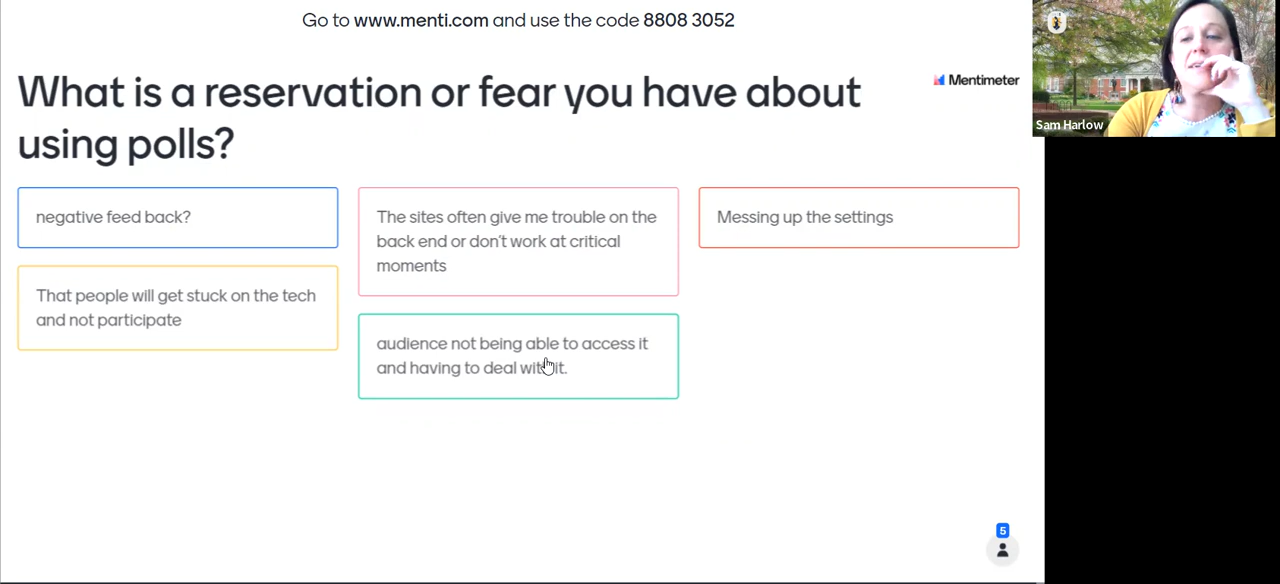 Go to www.menti.com and use the code 8808 3052
What is a reservation or fear you have about
using polls?
Mentimeter
Sam Harlow
negative feed back?
That people will get stuck on the tech
and not participate
The sites often give me trouble on the
back end or don't work at critical
moments
audience not being able to access it
and having to deal it.
Messing up the settings
5